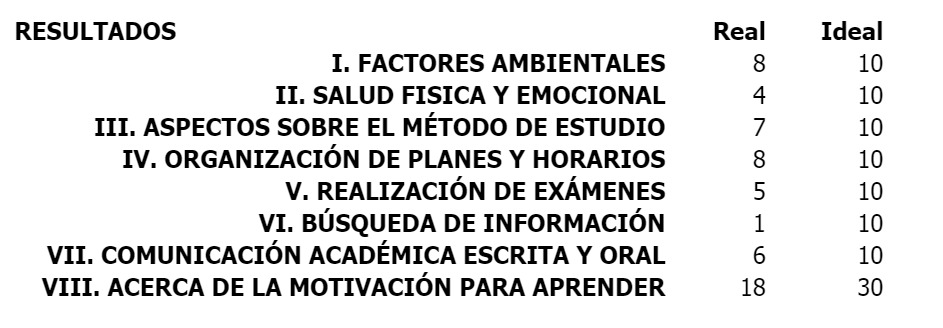 RESULTADOS Real Ideal
I. FACTORES AMBIENTALES 8 10
II. SALUD FISICA Y EMOCIONAL 4 10
III. ASPECTOS SOBRE EL MÉTODO DE ESTUDIO 7 10
IV. ORGANIZACIÓN DE PLANES Y HORARIOS 8 10
V. REALIZACIÓN DE EXÁMENES 5 10
VI. BÚSQUEDA DE INFORMACIÓN 1 10
VII. COMUNICACIÓN ACADÉMICA ESCRITA Y ORAL 6 10
VIII. ACERCA DE LA MOTIVACIÓN PARA APRENDER 18 30